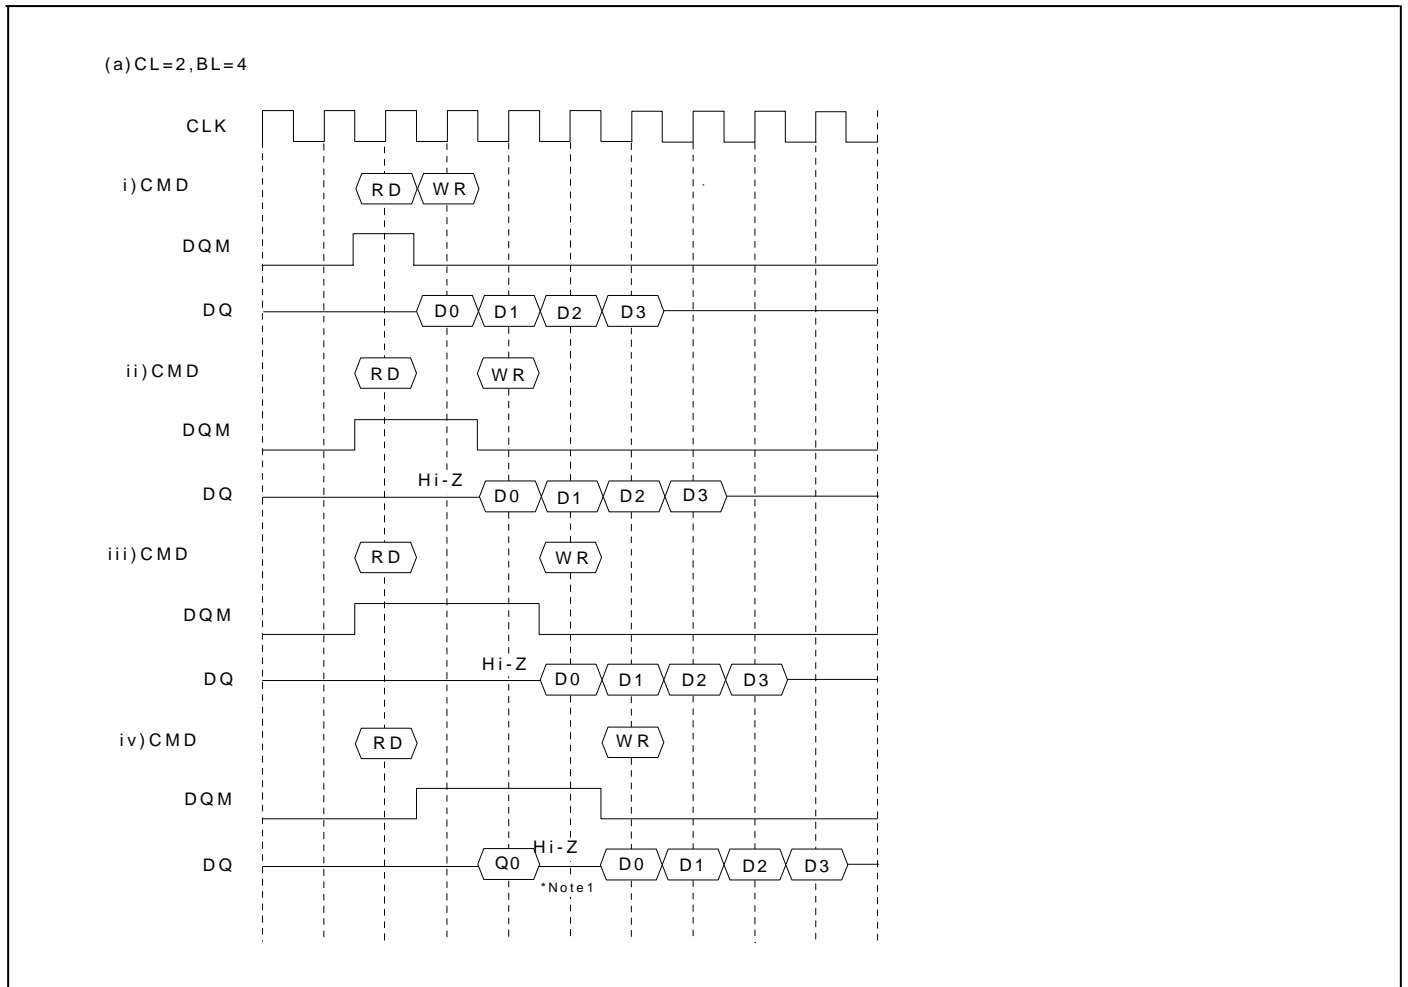 (a)CL=2,BL=4
CLK
i)CMD RD WR
DQM
DQ D0 D1 D2 D3
ii)CMD RD WR
DQM
Hi-Z
DQ D0 D1 D2 D3
iii)CMD RD WR
DQM
Hi-Z
DQ D0 D1 D2 D3
iv)CMD RD WR
DQM
Hi-Z
DQ Q0 D0 D1 D2 D3
*Note1